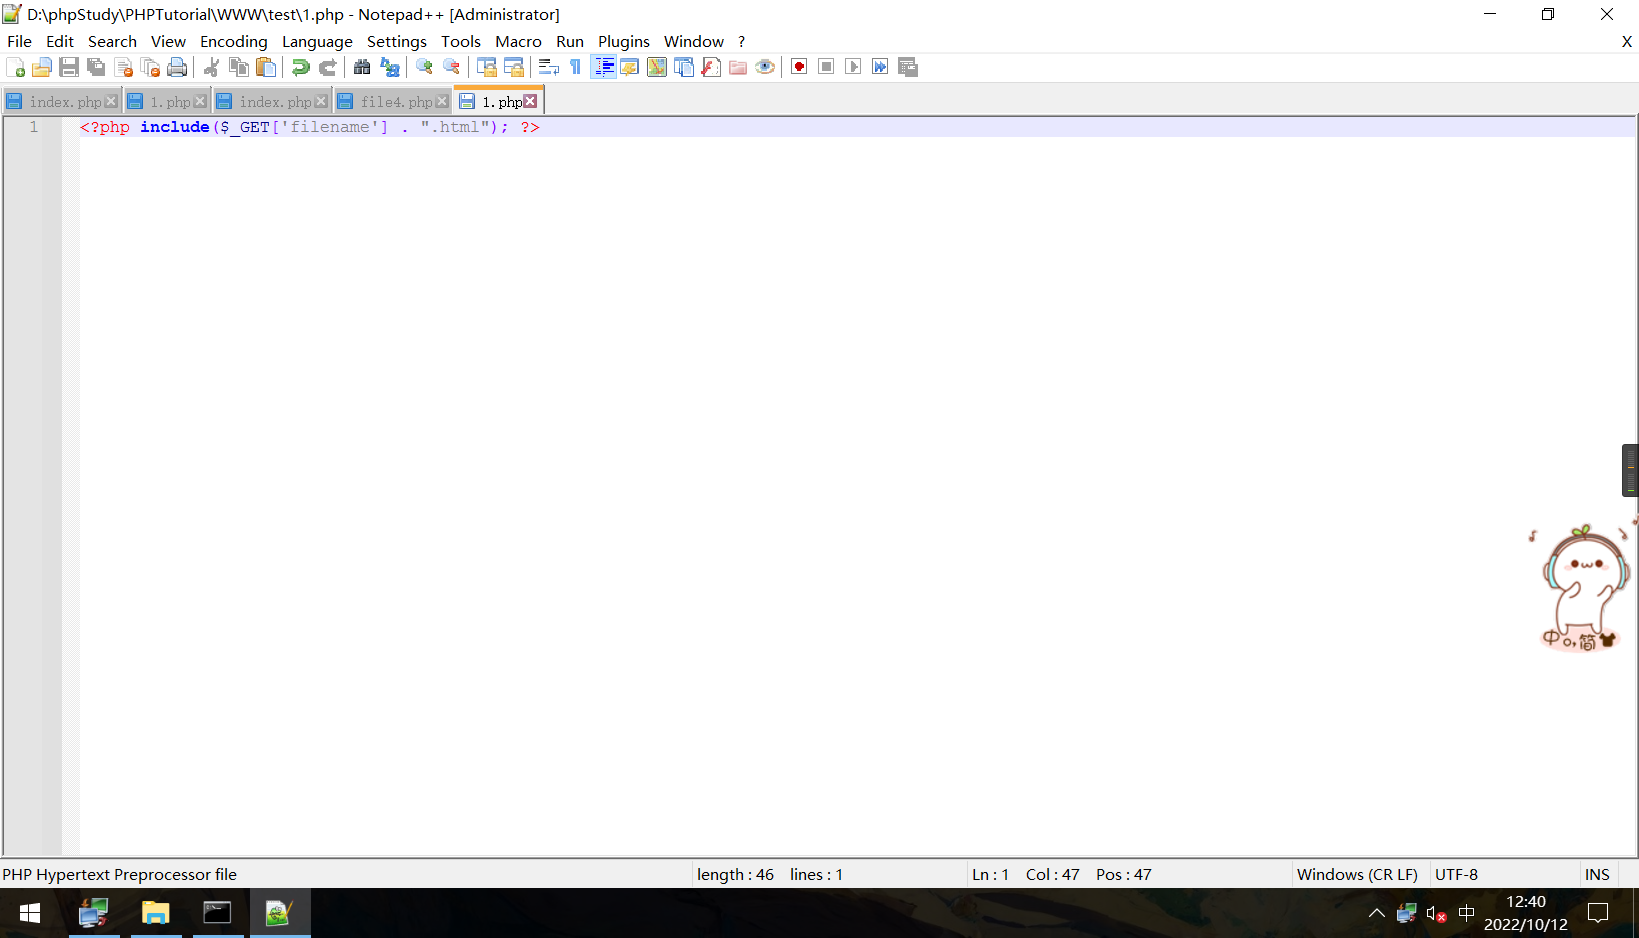 D:\phpStudy\PHPTutorial\WWW\test\1.php - Notepad++ [Administrator]
File Edit Search View Encoding Language Settings Tools Macro Run Plugins Window ? X
index.php 1.php index.php file4.php 1.php
1 <?php include($_GET['filename'] . ".html"); ?>
中 简
PHP Hypertext Preprocessor file length : 46 lines : 1 Ln : 1 Col : 47 Pos : 47 Windows (CR LF) UTF-8 INS
中 12:40
2022/10/12